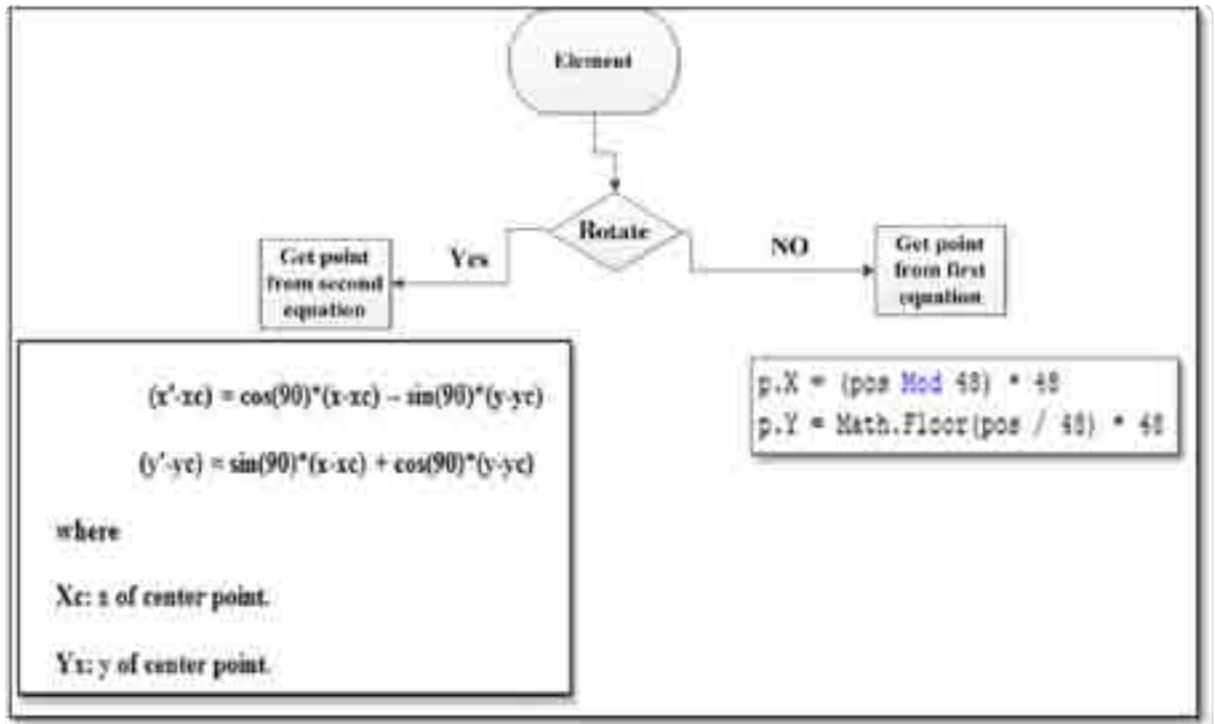 Element
Rotate
Yes
NO
Get point
from second
equation
Get point
from first
equation
(x'-xc) = cos(90)*(x-xc) – sin(90)*(y-yc)
(y'-yc) = sin(90)*(x-xc) + cos(90)*(y-yc)
where
Xc: x of center point.
Yx: y of center point.
p.X = (pos Mod 48) * 48
p.Y = Math.Floor(pos / 48) * 48